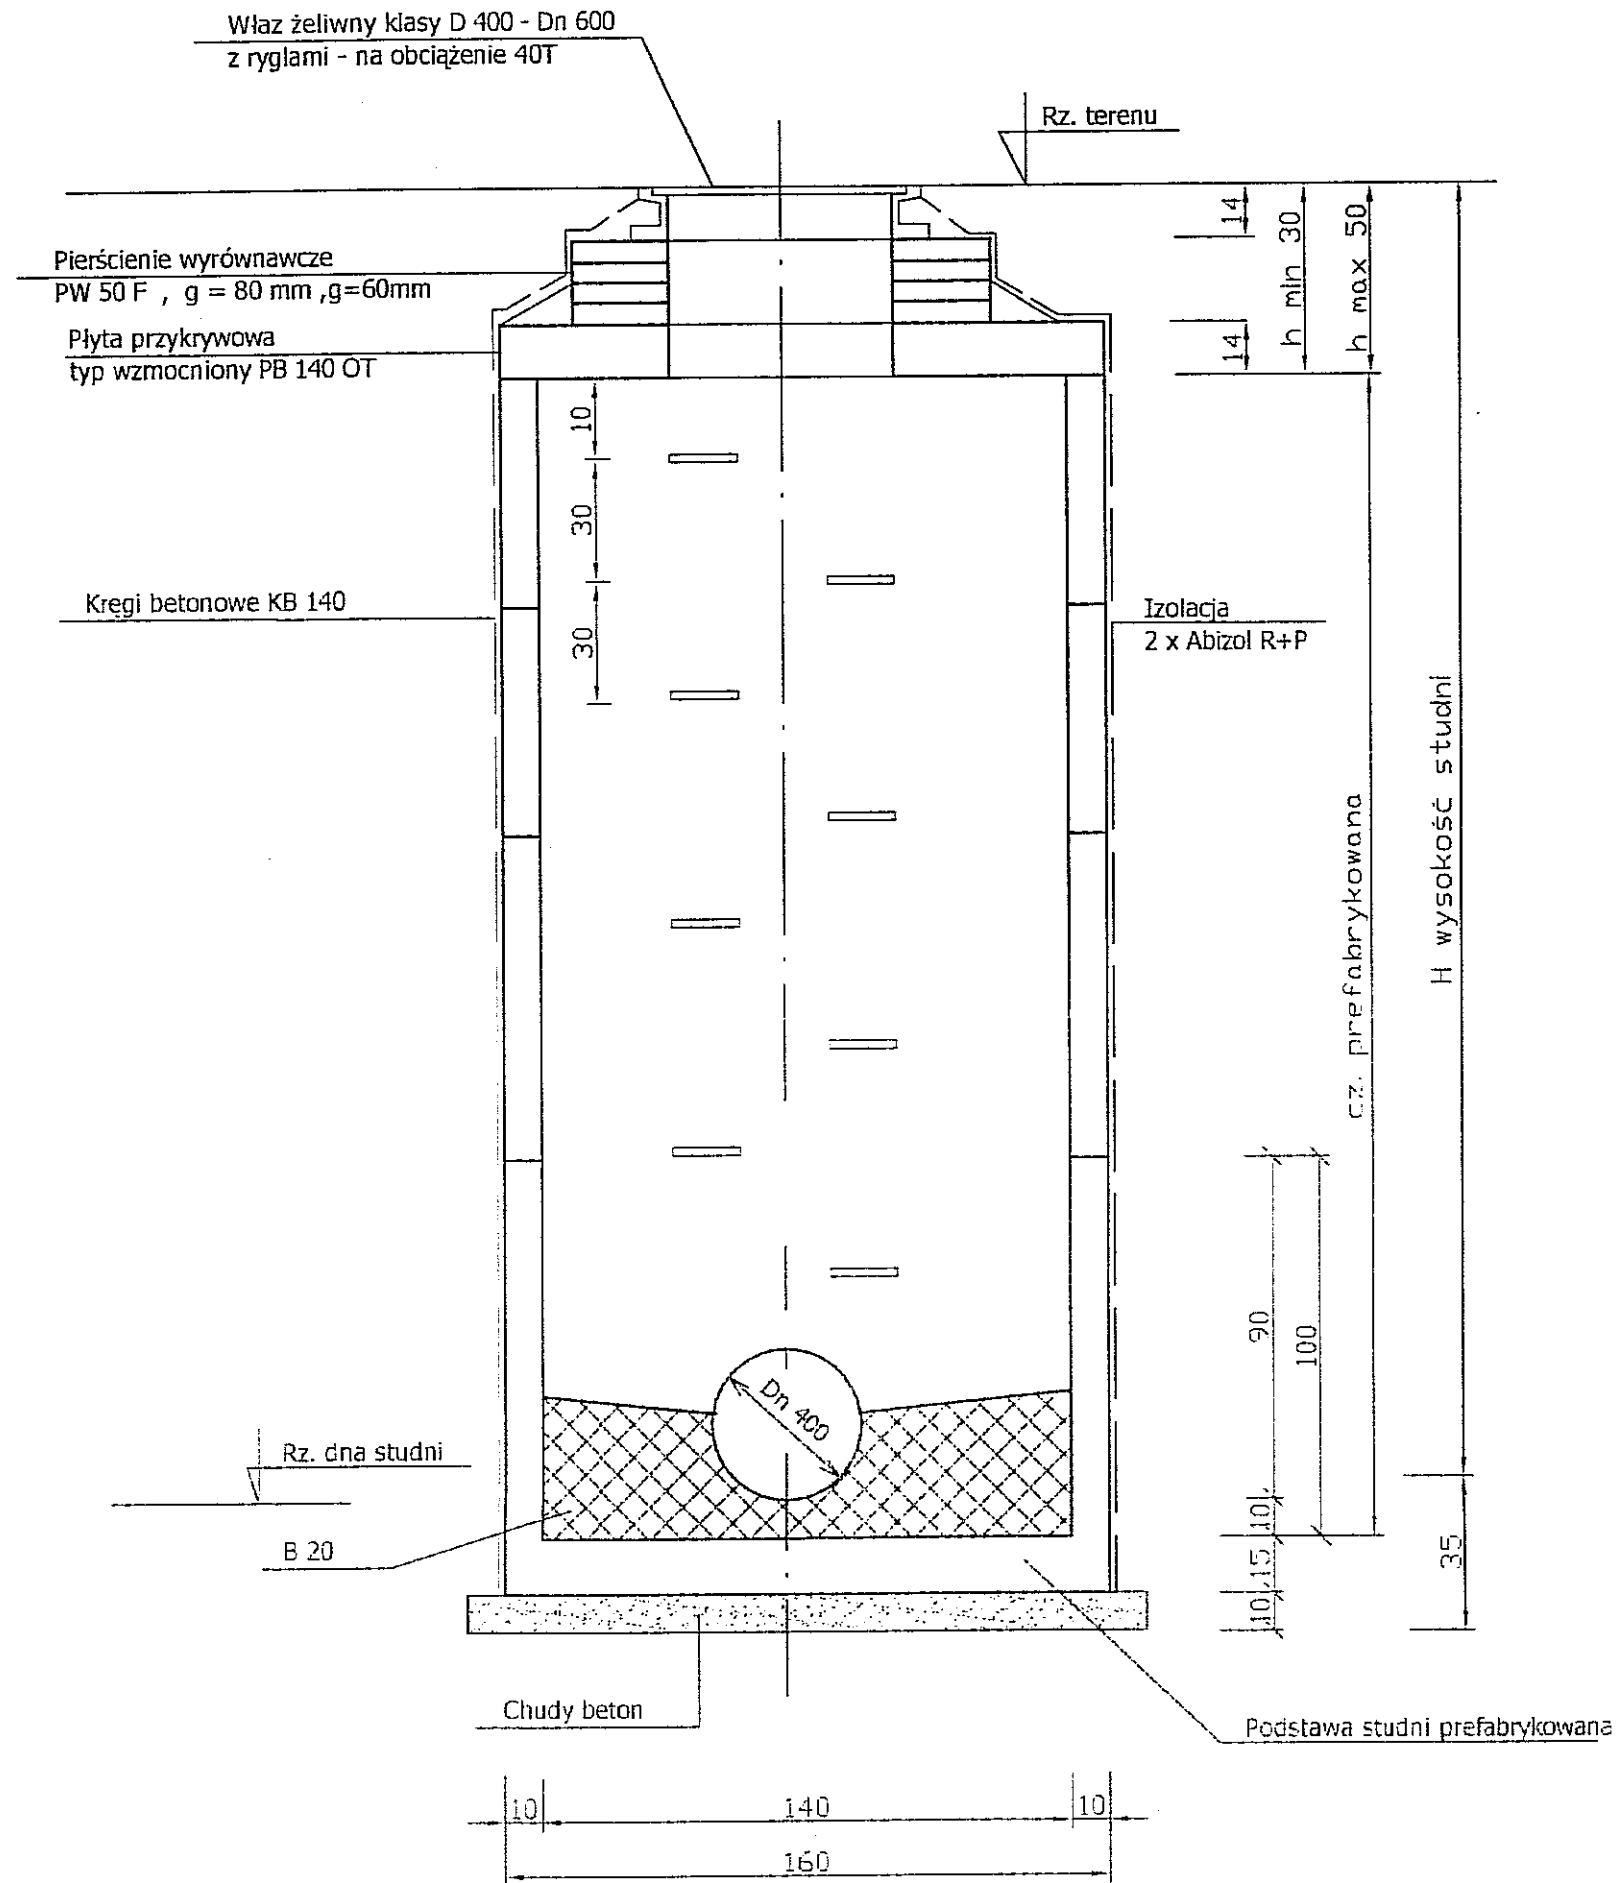 Właz żeliwny klasy D 400 - Dn 600
z ryglami - na obciążenie 40T
Rz. terenu
Pierścienie wyrównawcze
PW 50 F , g = 80 mm ,g=60mm
Płyta przykrywowa
typ wzmocniony PB 140 OT
14
h min 30
h max 50
14
10
30
30
Kręgi betonowe KB 140
Izolacja
2 x Abizol R+P
H wysokość studni
cz. prefabrykowana
90
100
Dn 400
Rz. dna studni
B 20
10
15
10
35
Chudy beton
Podstawa studni prefabrykowana
10
140
10
160